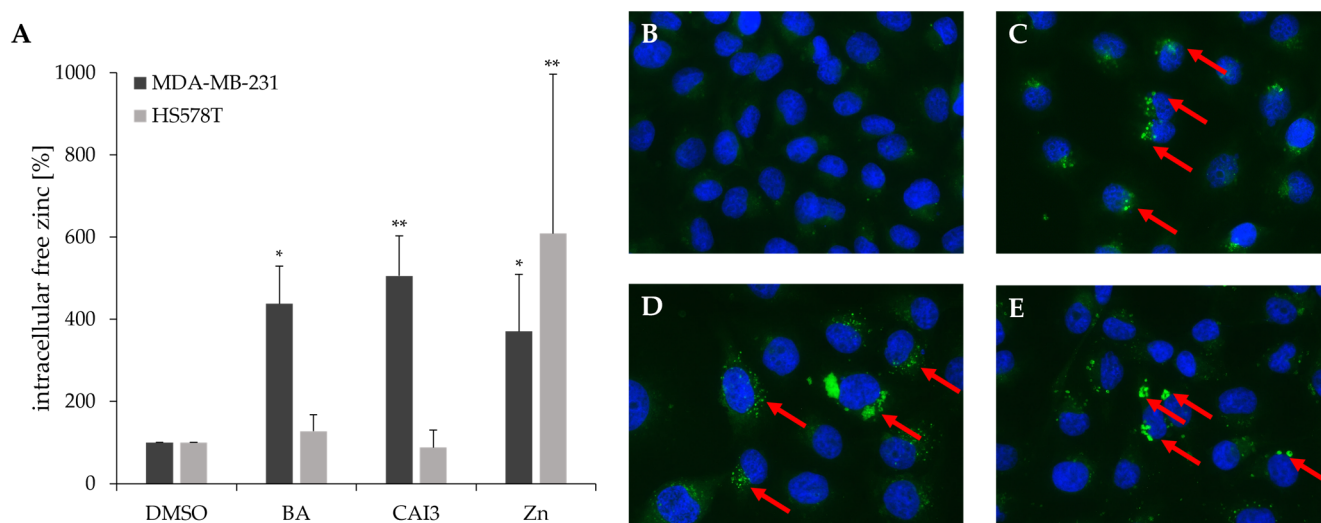 A
B
C
1000
MDA-MB-231
HS578T
**
800
600
*
**
*
400
200
0
intracellular free zinc [%]
DMSO
BA
CAI3
Zn
D
E